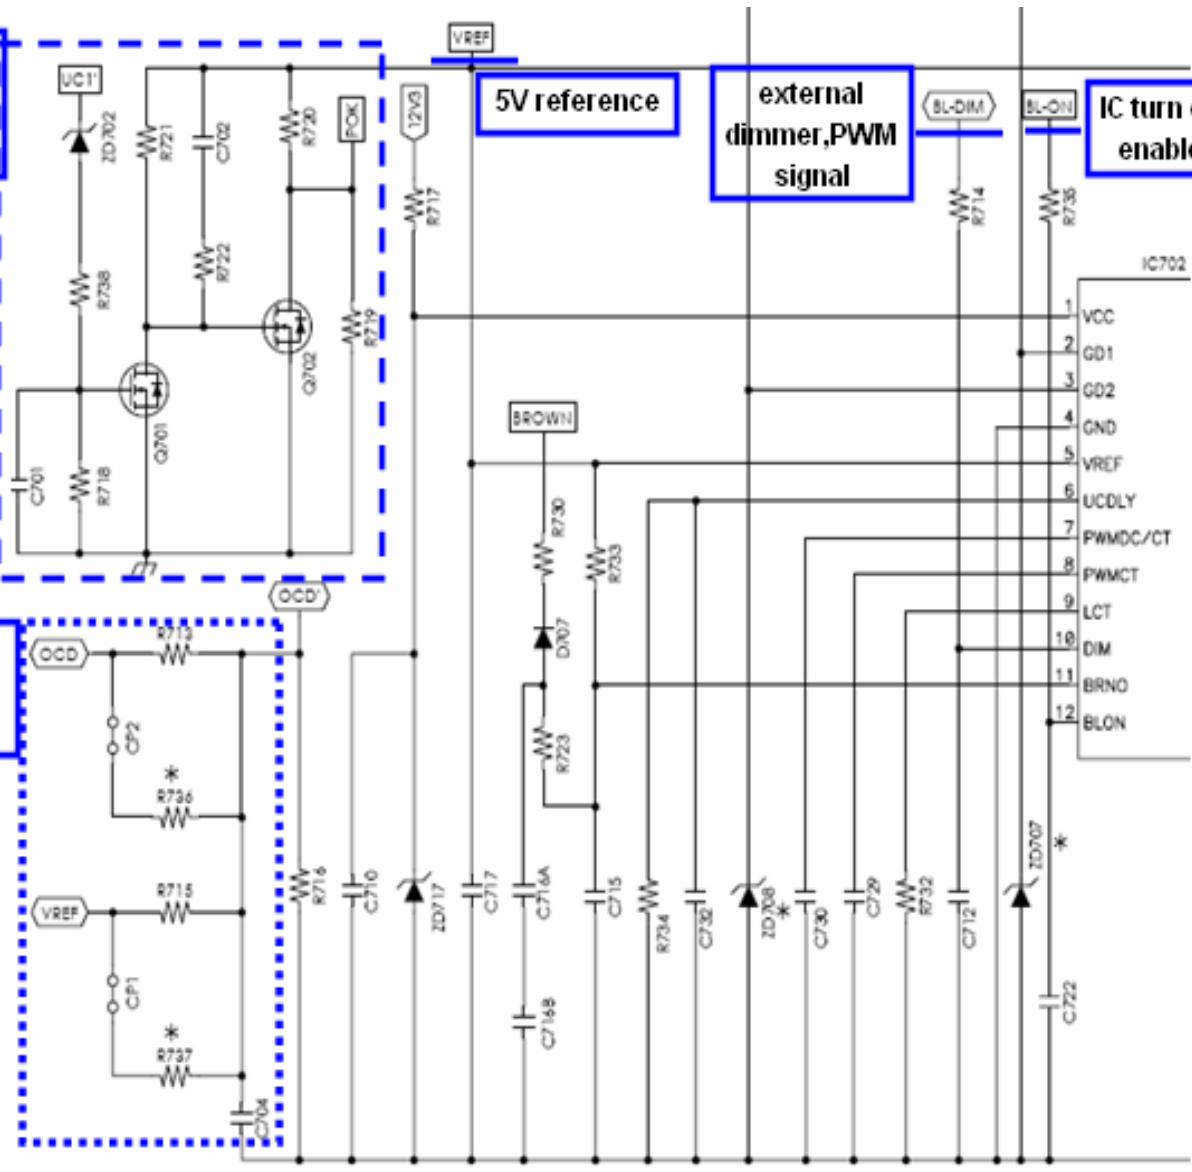 VREF
UC1'
5V reference
external
dimmer,PWM
signal
BL-DIM
BL-ON
IC turn
enable
POK
12V3
ZD702
R721
C702
R720
R717
R714
R735
R738
R722
R719
IC702
Q702
Q701
R718
C701
BROWN
1 VCC
2 GD1
3 GD2
4 GND
5 VREF
6 UCDLY
7 PWMDC/CT
8 PWMCT
9 LCT
10 DIM
11 BRNO
12 BLON
R730
R733
OCD'
OCD
R713
D707
CP2
R723
*
R736
R715
VREF
CP1
*
R737
C704
R716
C710
ZD717
C717
C716A
C716B
C715
R734
C732
ZD708
*
C730
C729
R732
C712
ZD707
*
C722